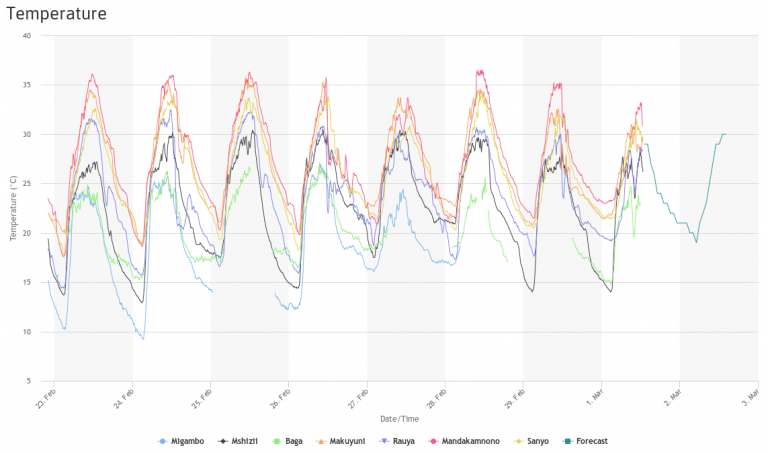 Temperature
40
35
30
25
20
15
10
5
Temperature (°C)
23. Feb
24. Feb
25. Feb
26. Feb
27. Feb
28. Feb
29. Feb
1. Mar
2. Mar
3. Mar
Date/Time
Migambo Mshizii Baga Makuyuni Rauya Mandakamnono Sanyo Forecast